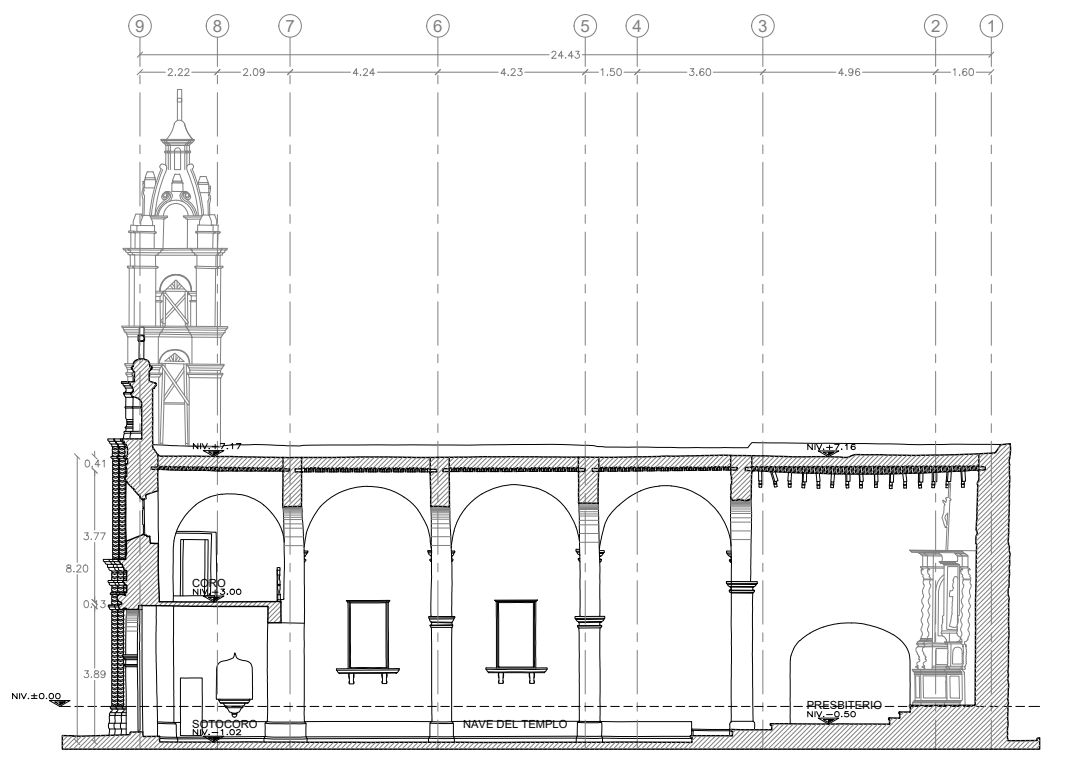 9 8 7 6 5 4 3 2 1
24.43
2.22 2.09 4.24 4.23 1.50 3.60 4.96 1.60
NIV.+7.17 NIV.+7.16
0.41
3.77
8.20
CORO
NIV.+3.00
0.13
3.89
NIV.±0.00
PRESBITERIO
NIV.-0.50
SOTOCORO NAVE DEL TEMPLO
NIV.-1.02